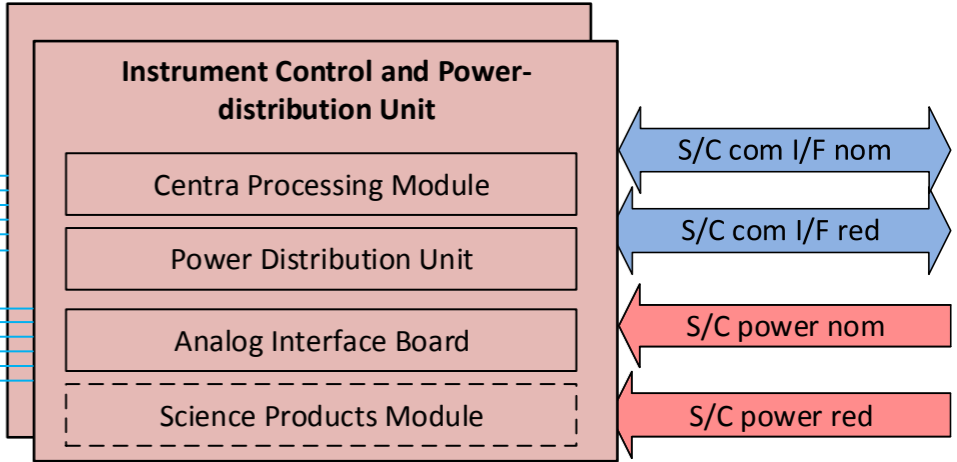 Instrument Control and Power-
distribution Unit
Centra Processing Module
Power Distribution Unit
Analog Interface Board
Science Products Module
S/C com I/F nom
S/C com I/F red
S/C power nom
S/C power red